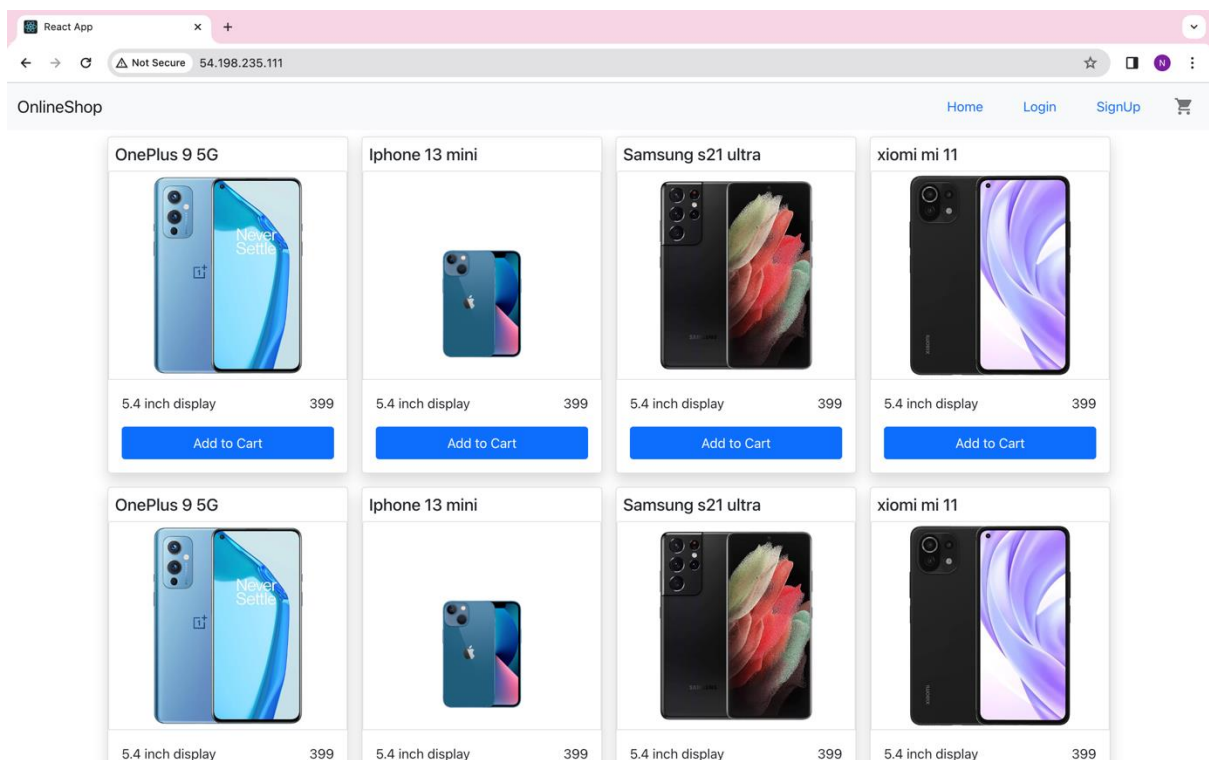 React App
Not Secure 54.198.235.111
N
OnlineShop Home Login SignUp
OnePlus 9 5G Iphone 13 mini Samsung s21 ultra xiomi mi 11
Never
Settle
5.4 inch display 399 5.4 inch display 399 5.4 inch display 399 5.4 inch display 399
Add to Cart Add to Cart Add to Cart Add to Cart
OnePlus 9 5G Iphone 13 mini Samsung s21 ultra xiomi mi 11
Never
Settle
5.4 inch display 399 5.4 inch display 399 5.4 inch display 399 5.4 inch display 399